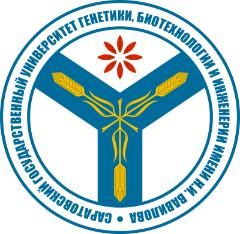 САРАТОВСКИЙ ГОСУДАРСТВЕННЫЙ УНИВЕРСИТЕТ ГЕНЕТИКИ, БИОТЕХНОЛОГИИ И ИНЖЕНЕРИИ ИМЕНИ Н.И. ВАВИЛОВА •